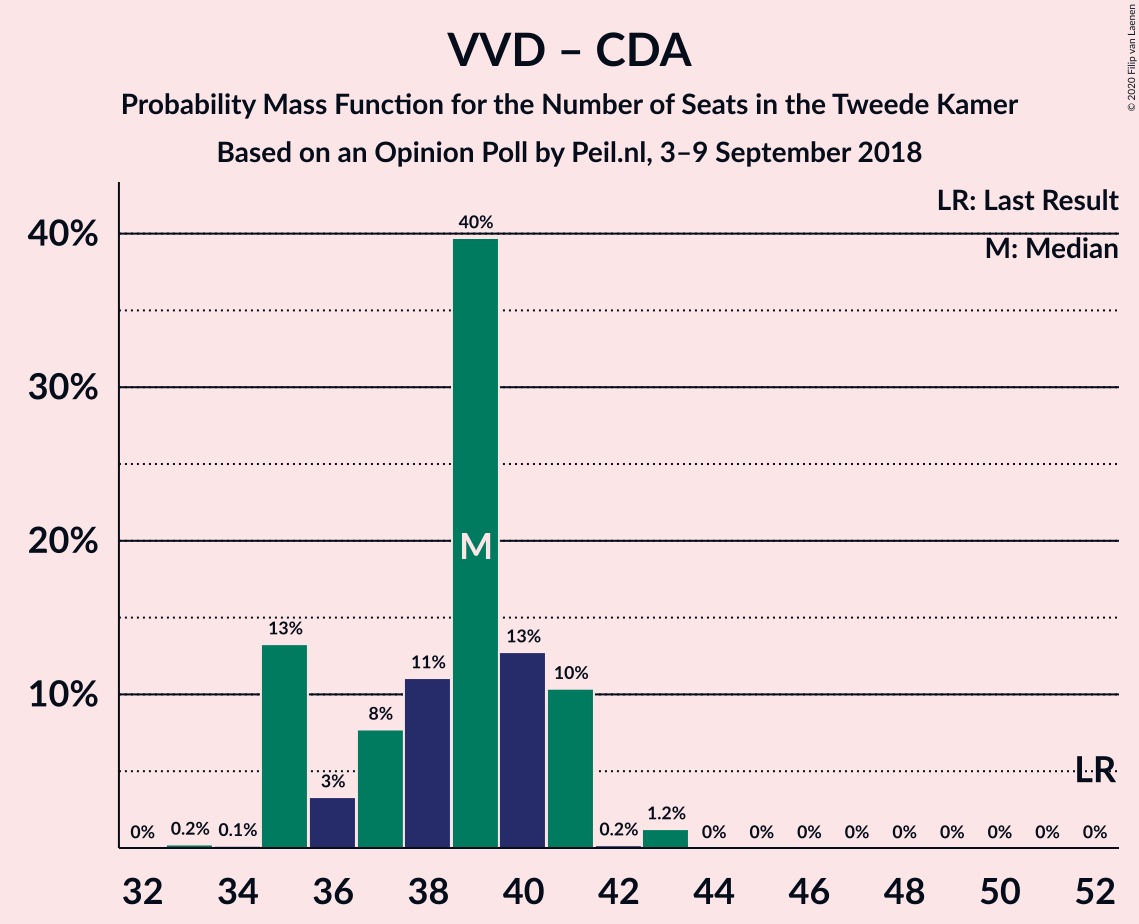 VVD – CDA
Probability Mass Function for the Number of Seats in the Tweede Kamer
Based on an Opinion Poll by Peil.nl, 3–9 September 2018
© 2020 Filip van Laenen
LR: Last Result
M: Median
40%
30%
20%
10%
0%
0.2%
0.1%
13%
3%
8%
11%
40%
13%
10%
0.2%
1.2%
0%
0%
0%
0%
0%
0%
0%
0%
0%
M
LR
32 34 36 38 40 42 44 46 48 50 52